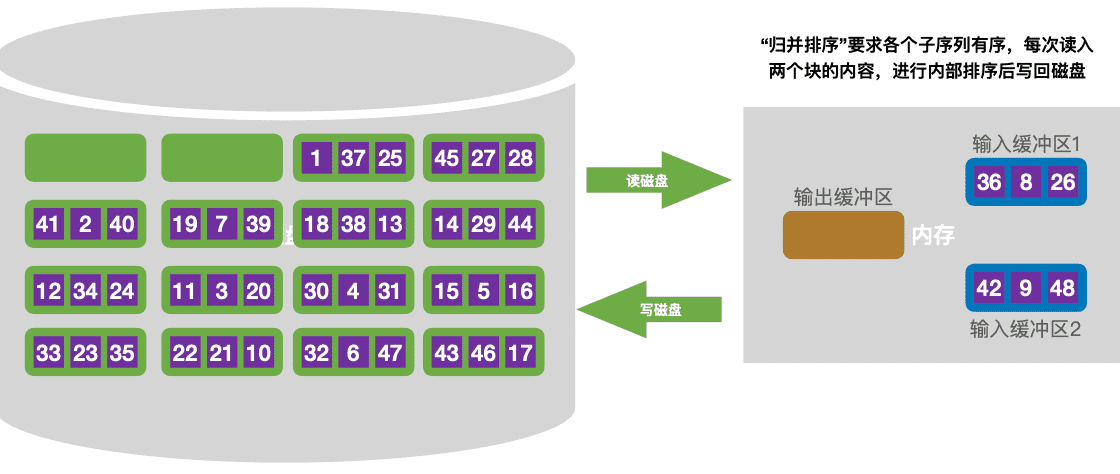 “归并排序”要求各个子序列有序，每次读入
两个块的内容，进行内部排序后写回磁盘
1 37 25 45 27 28
41 2 40 19 7 39 18 38 13 14 29 44
盘
12 34 24 11 3 20 30 4 31 15 5 16
33 23 35 22 21 10 32 6 47 43 46 17
读磁盘
写磁盘
输入缓冲区1
36 8 26
输出缓冲区
内存
42 9 48
输入缓冲区2